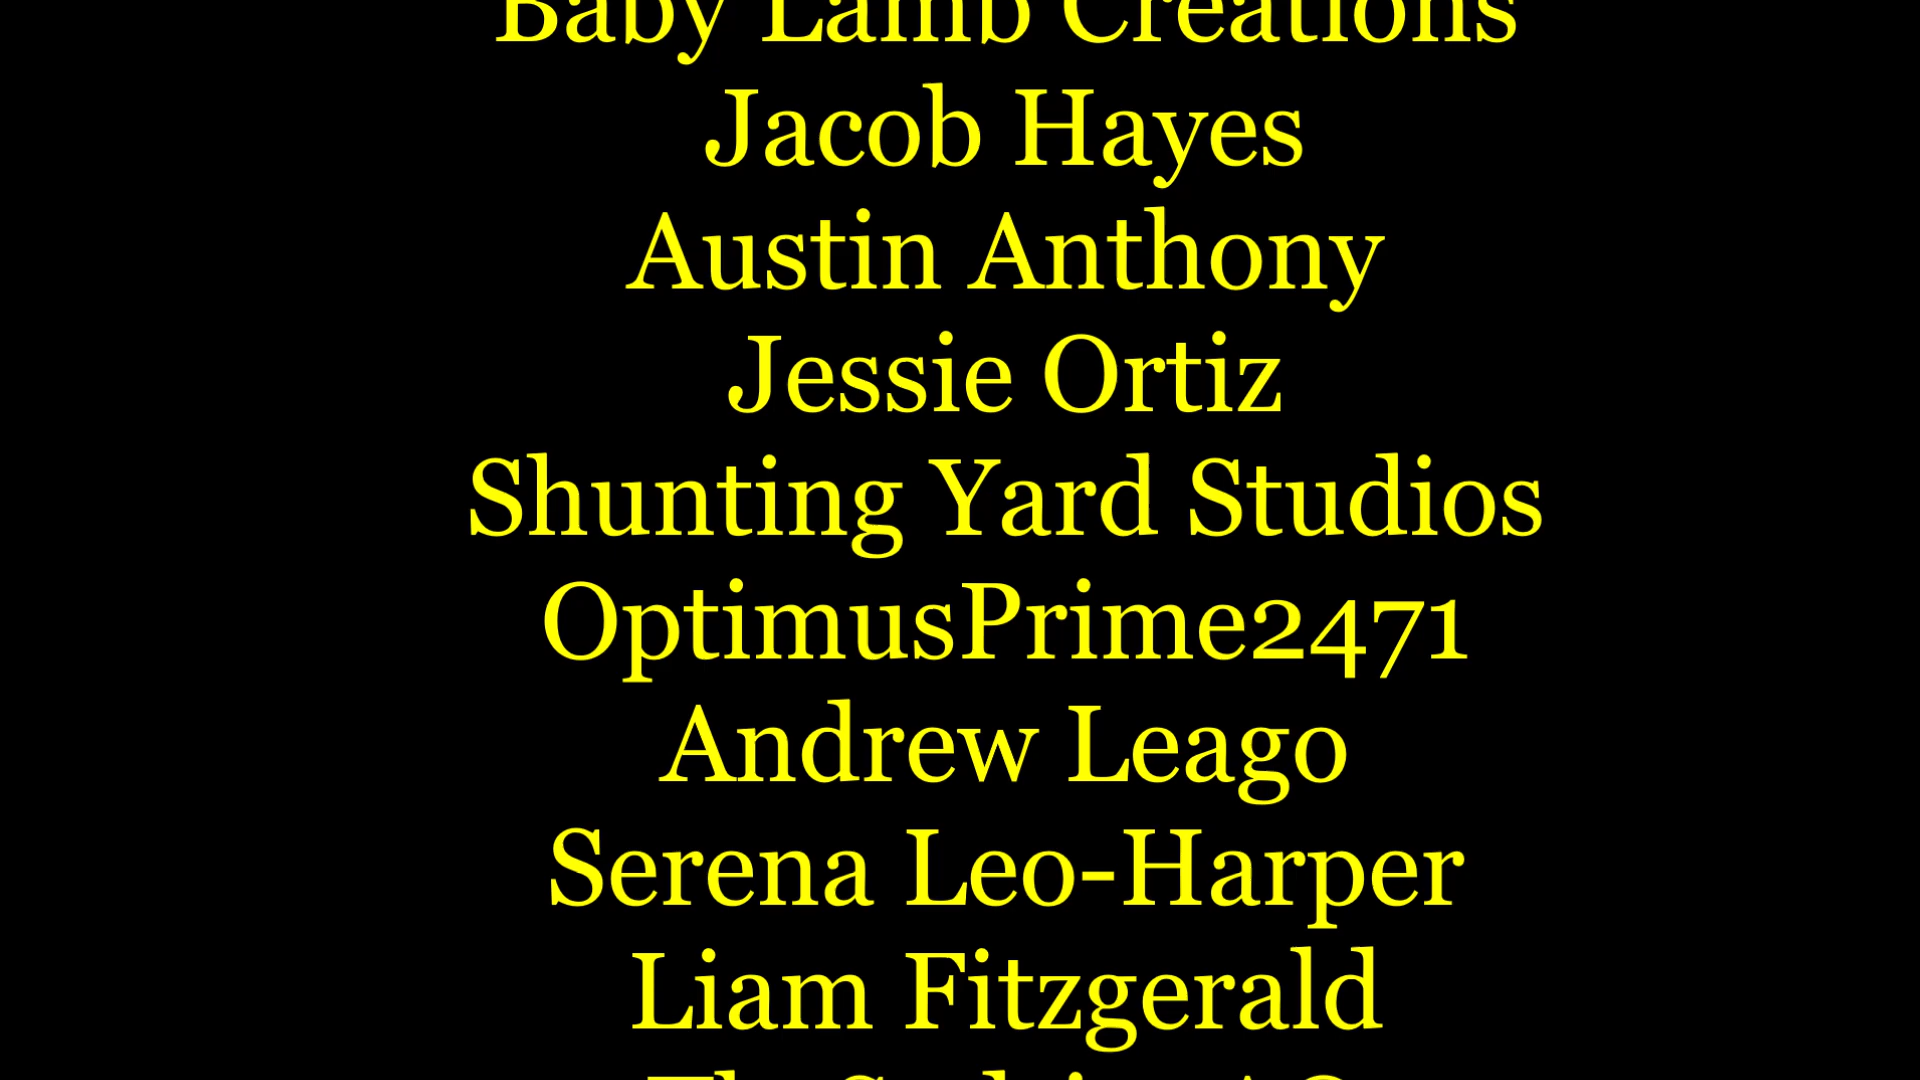 Baby Lamb Creations
Jacob Hayes
Austin Anthony
Jessie Ortiz
Shunting Yard Studios
OptimusPrime2471
Andrew Leago
Serena Leo-Harper
Liam Fitzgerald